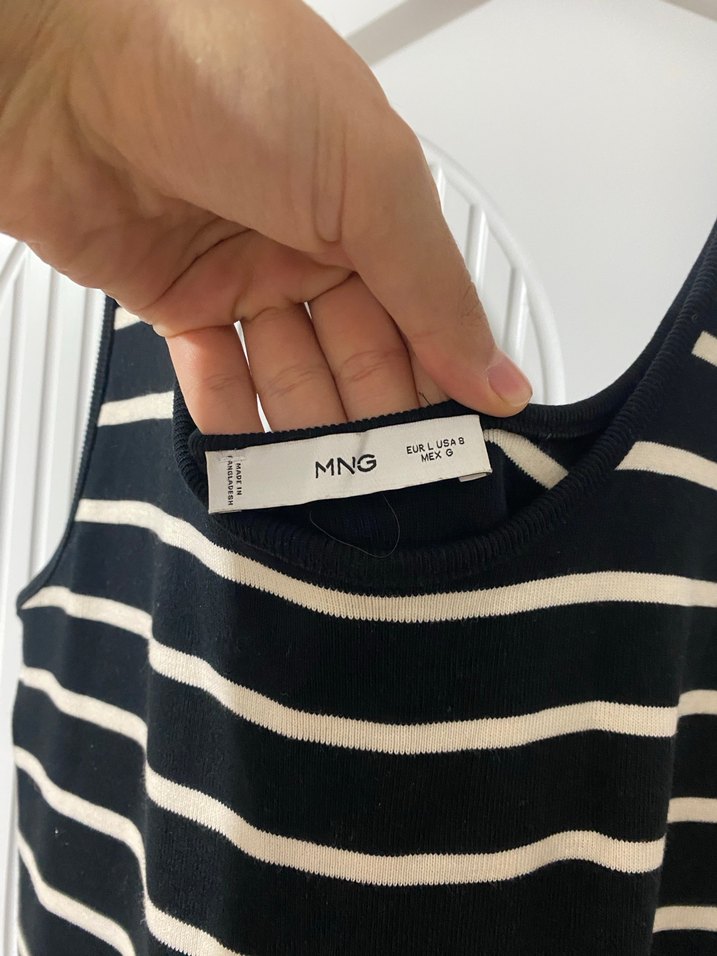 MNG
EUR L USA 8
MEX G
MADE IN
BANGLADESH